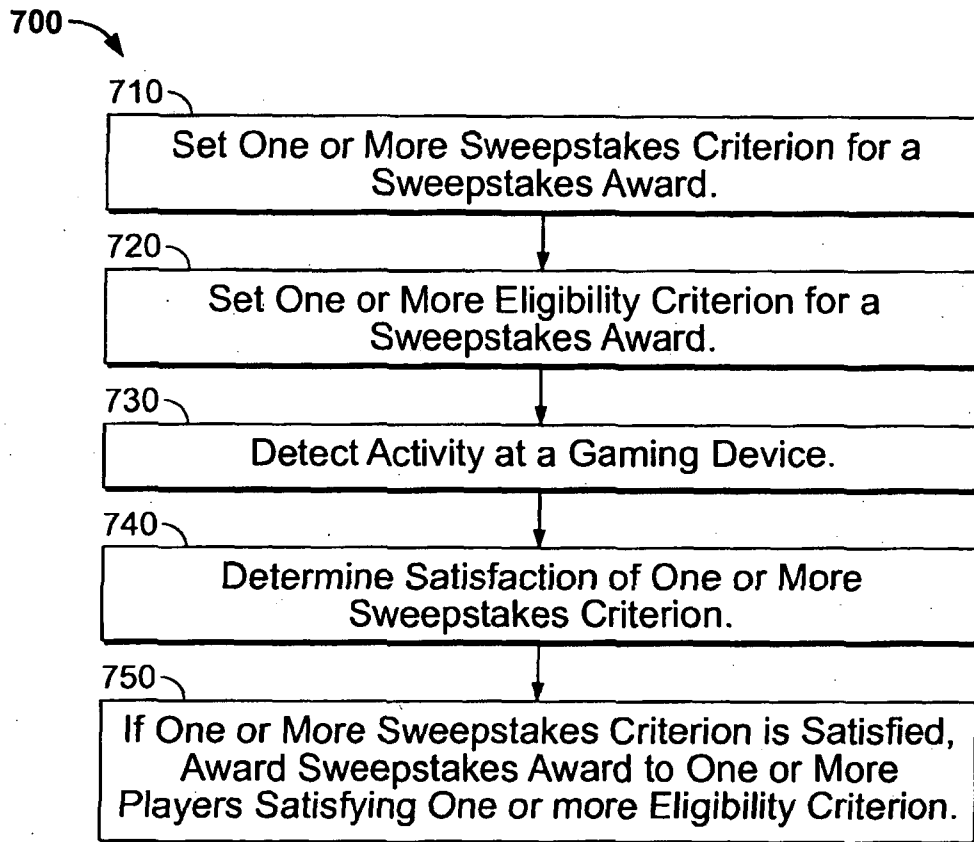 700
710
Set One or More Sweepstakes Criterion for a
Sweepstakes Award.
720
Set One or More Eligibility Criterion for a
Sweepstakes Award.
730
Detect Activity at a Gaming Device.
740
Determine Satisfaction of One or More
Sweepstakes Criterion.
750
If One or More Sweepstakes Criterion is Satisfied,
Award Sweepstakes Award to One or More
Players Satisfying One or more Eligibility Criterion.